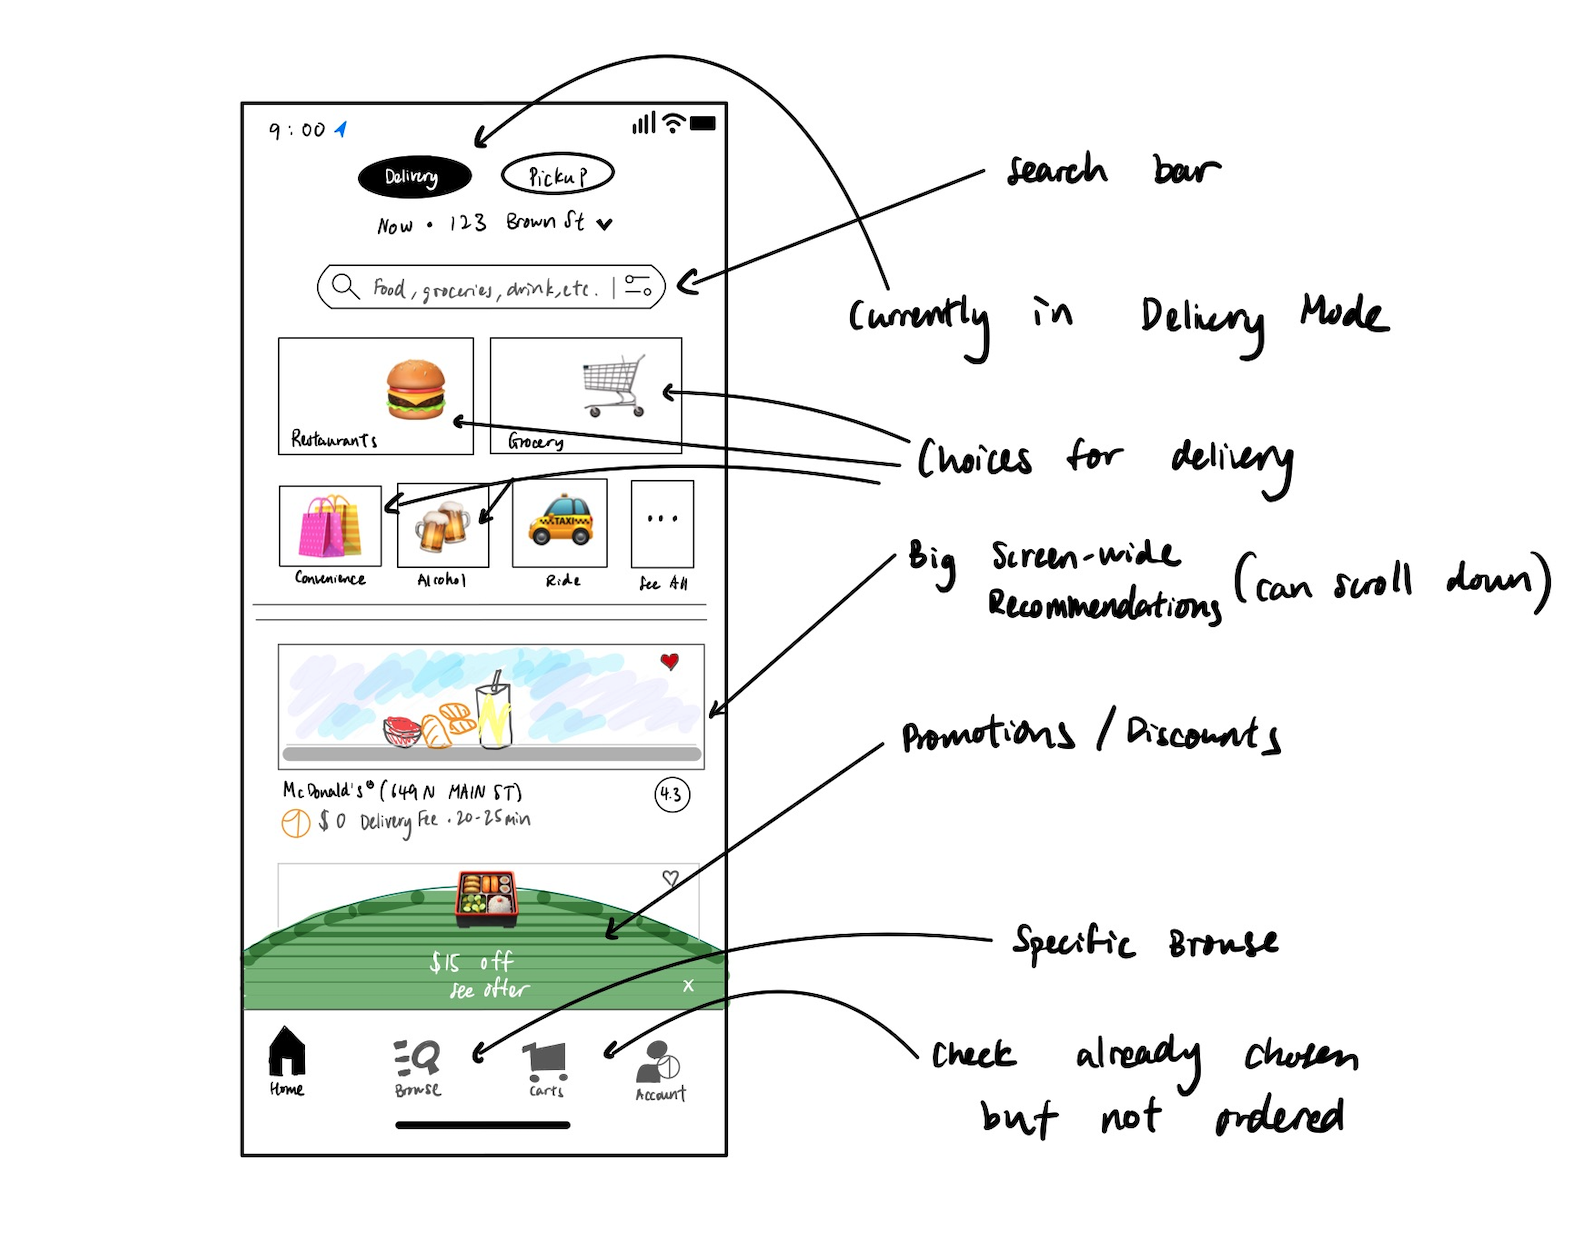 9:00
Delivery
Pickup
Now • 123 Brown St
Food, groceries, drink, etc.
Restaurants
Grocery
TAXI
...
Convenience
Alcohol
Ride
See All
McDonald's® (649 N MAIN ST)
4.3
$0 Delivery Fee • 20-25 min
$15 off
see offer
x
Home
Browse
Carts
Account
search bar
Currently in Delivery Mode
Choices for delivery
Big Screen-wide
Recommendations (can scroll down)
Promotions / Discounts
Specific Browse
Check already chosen
but not ordered